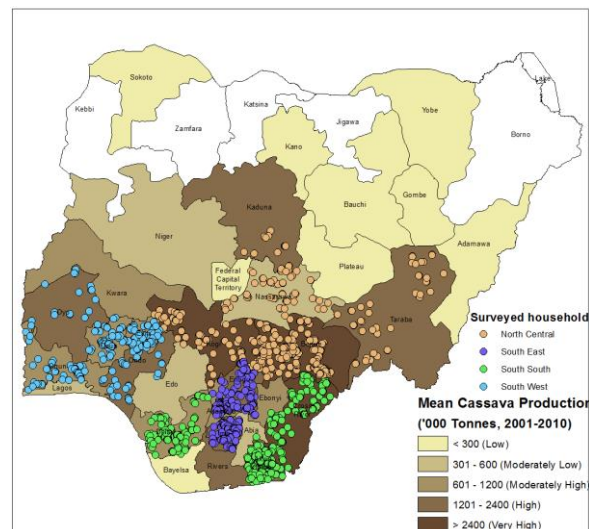 Sokoto
Kebbi
Zamfara
Katsina
Jigawa
Kano
Yobe
Lake
Borno
Kaduna
Bauchi
Gombe
Niger
Adamawa
Federal
Capital
Territory
Plateau
Kwara
Taraba
Edo
Ebonyi
Lagos
Abia
Bayelsa
Rivers
Surveyed household
North Central
South East
South South
South West
Mean Cassava Production
('000 Tonnes, 2001-2010)
< 300 (Low)
301 - 600 (Moderately Low)
601 - 1200 (Moderately High)
1201 - 2400 (High)
> 2400 (Very High)